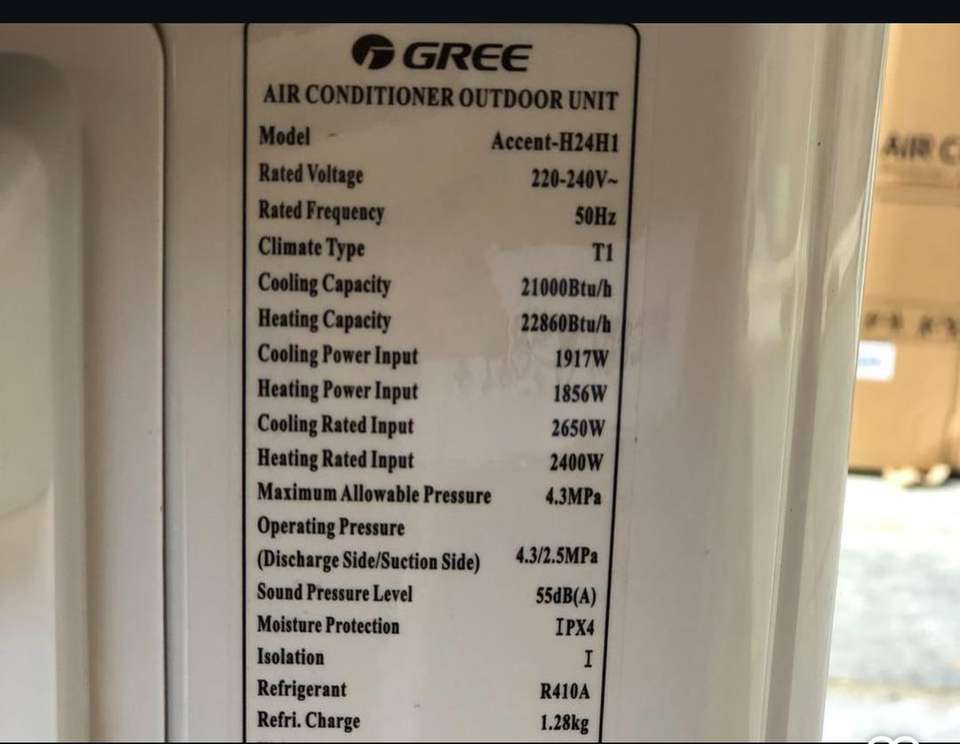 GREE
AIR CONDITIONER OUTDOOR UNIT
Model Accent-H24H1
Rated Voltage 220-240V~
Rated Frequency 50Hz
Climate Type T1
Cooling Capacity 21000Btu/h
Heating Capacity 22860Btu/h
Cooling Power Input 1917W
Heating Power Input 1856W
Cooling Rated Input 2650W
Heating Rated Input 2400W
Maximum Allowable Pressure 4.3MPa
Operating Pressure
(Discharge Side/Suction Side) 4.3/2.5MPa
Sound Pressure Level 55dB(A)
Moisture Protection IPX4
Isolation I
Refrigerant R410A
Refri. Charge 1.28kg
AIR